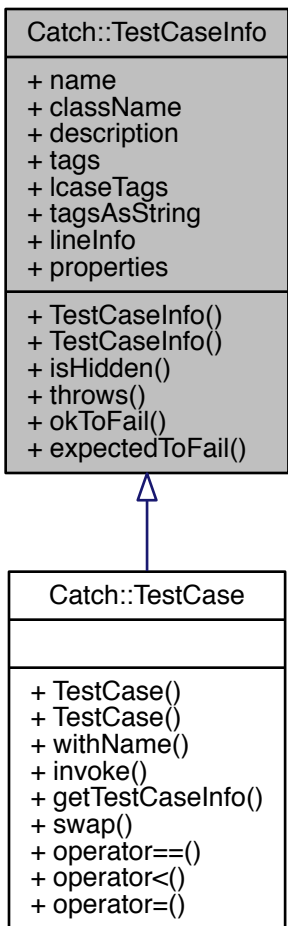 Catch::TestCaseInfo
+ name
+ className
+ description
+ tags
+ lcaseTags
+ tagsAsString
+ lineInfo
+ properties
+ TestCaseInfo()
+ TestCaseInfo()
+ isHidden()
+ throws()
+ okToFail()
+ expectedToFail()
Catch::TestCase
+ TestCase()
+ TestCase()
+ withName()
+ invoke()
+ getTestCaseInfo()
+ swap()
+ operator==()
+ operator<()
+ operator=()